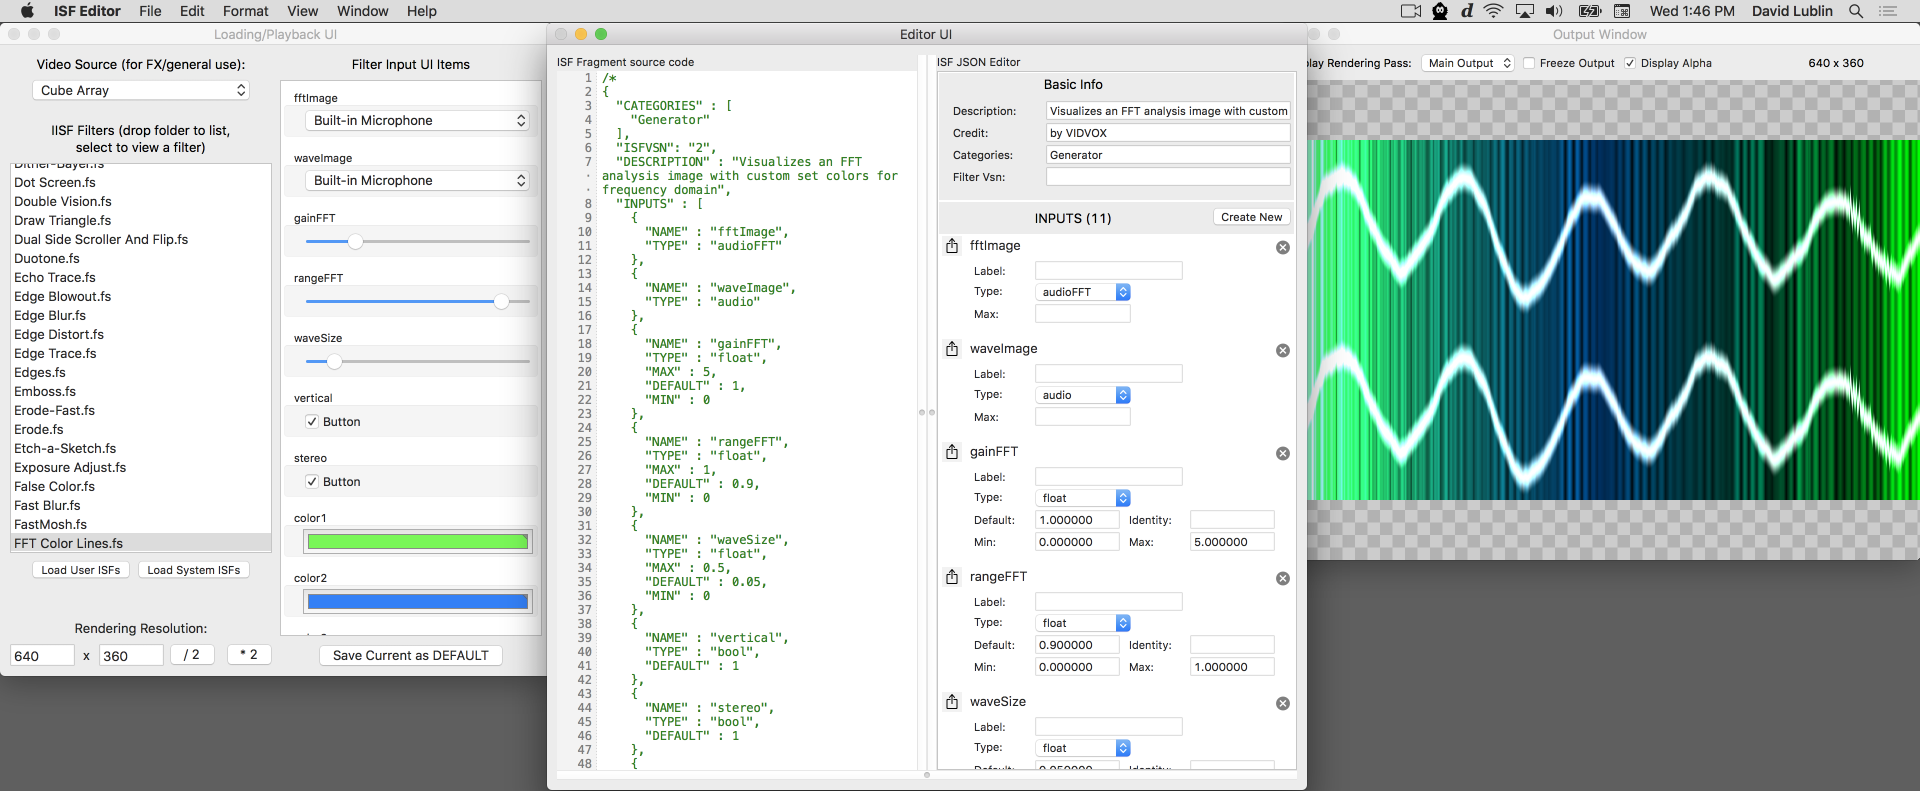 ISF Editor File Edit Format View Window Help
Wed 1:46 PM David Lublin
Loading/Playback UI
Video Source (for FX/general use):
Cube Array
IISF Filters (drop folder to list,
select to view a filter)
Dither-Bayer.fs
Dot Screen.fs
Double Vision.fs
Draw Triangle.fs
Dual Side Scroller And Flip.fs
Duotone.fs
Echo Trace.fs
Edge Blowout.fs
Edge Blur.fs
Edge Distort.fs
Edge Trace.fs
Edges.fs
Emboss.fs
Erode-Fast.fs
Erode.fs
Etch-a-Sketch.fs
Exposure Adjust.fs
False Color.fs
Fast Blur.fs
FastMosh.fs
FFT Color Lines.fs
Load User ISFs Load System ISFs
Rendering Resolution:
640 x 360 / 2 * 2
Filter Input UI Items
fftImage
Built-in Microphone
waveImage
Built-in Microphone
gainFFT
rangeFFT
waveSize
vertical
Button
stereo
Button
color1
color2
Save Current as DEFAULT
Editor UI
ISF Fragment source code
1 /*
2 {
3 "CATEGORIES" : [
4 "Generator"
5 ],
6 "ISFVSN": "2",
7 "DESCRIPTION" : "Visualizes an FFT
· analysis image with custom set colors for
· frequency domain",
8 "INPUTS" : [
9 {
10 "NAME" : "fftImage",
11 "TYPE" : "audioFFT"
12 },
13 {
14 "NAME" : "waveImage",
15 "TYPE" : "audio"
16 },
17 {
18 "NAME" : "gainFFT",
19 "TYPE" : "float",
20 "MAX" : 5,
21 "DEFAULT" : 1,
22 "MIN" : 0
23 },
24 {
25 "NAME" : "rangeFFT",
26 "TYPE" : "float",
27 "MAX" : 1,
28 "DEFAULT" : 0.9,
29 "MIN" : 0
30 },
31 {
32 "NAME" : "waveSize",
33 "TYPE" : "float",
34 "MAX" : 0.5,
35 "DEFAULT" : 0.05,
36 "MIN" : 0
37 },
38 {
39 "NAME" : "vertical",
40 "TYPE" : "bool",
41 "DEFAULT" : 1
42 },
43 {
44 "NAME" : "stereo",
45 "TYPE" : "bool",
46 "DEFAULT" : 1
47 },
48 {
ISF JSON Editor
Basic Info
Description: Visualizes an FFT analysis image with custom
Credit: by VIDVOX
Categories: Generator
Filter Vsn:
INPUTS (11) Create New
fftImage
Label:
Type: audioFFT
Max:
waveImage
Label:
Type: audio
Max:
gainFFT
Label:
Type: float
Default: 1.000000 Identity:
Min: 0.000000 Max: 5.000000
rangeFFT
Label:
Type: float
Default: 0.900000 Identity:
Min: 0.000000 Max: 1.000000
waveSize
Label:
Type: float
Default: 0.050000 Identity:
Output Window
lay Rendering Pass: Main Output Freeze Output Display Alpha 640 x 360